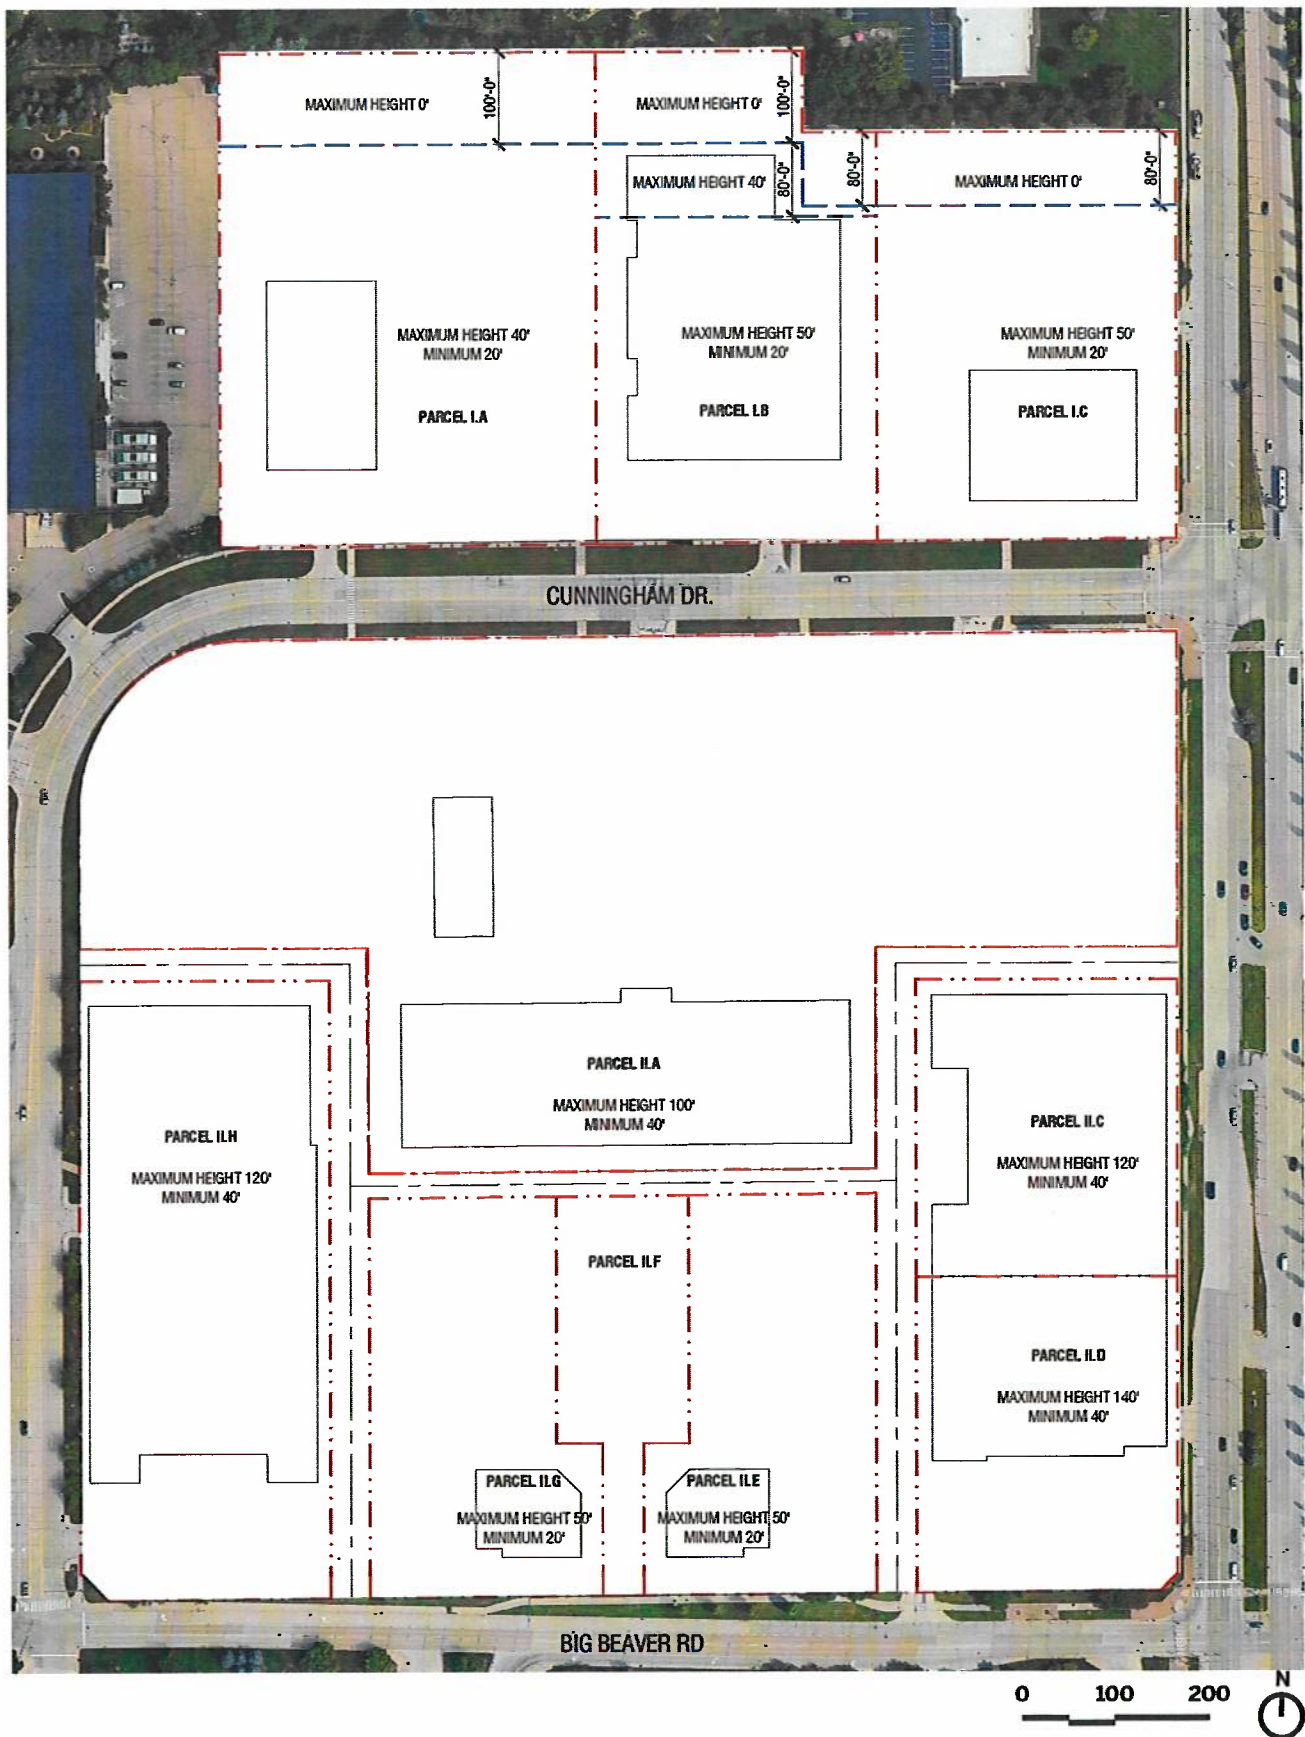 MAXIMUM HEIGHT 0'
100'-0"
MAXIMUM HEIGHT 0'
100'-0"
MAXIMUM HEIGHT 40'
80'-0"
80'-0"
MAXIMUM HEIGHT 0'
80'-0"
MAXIMUM HEIGHT 40'
MINIMUM 20'
PARCEL I.A
MAXIMUM HEIGHT 50'
MINIMUM 20'
PARCEL I.B
MAXIMUM HEIGHT 50'
MINIMUM 20'
PARCEL I.C
CUNNINGHAM DR.
PARCEL II.A
MAXIMUM HEIGHT 100'
MINIMUM 40'
PARCEL II.H
MAXIMUM HEIGHT 120'
MINIMUM 40'
PARCEL II.C
MAXIMUM HEIGHT 120'
MINIMUM 40'
PARCEL II.F
PARCEL II.D
MAXIMUM HEIGHT 140'
MINIMUM 40'
PARCEL II.G
MAXIMUM HEIGHT 50'
MINIMUM 20'
PARCEL II.E
MAXIMUM HEIGHT 50'
MINIMUM 20'
BIG BEAVER RD
0 100 200
N